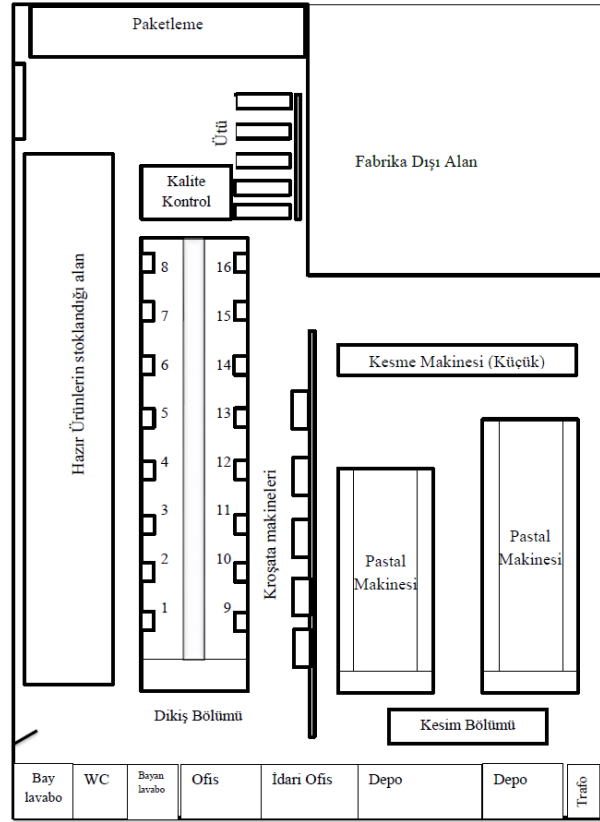 Paketleme
Ütü
Fabrika Dışı Alan
Kalite
Kontrol
Hazır Ürünlerin stoklandığı alan
8
16
7
15
6
14
5
13
4
12
3
11
2
10
1
9
Kroşata makineleri
Kesme Makinesi (Küçük)
Pastal
Makinesi
Pastal
Makinesi
Dikiş Bölümü
Kesim Bölümü
Bay
lavabo
WC
Bayan
lavabo
Ofis
İdari Ofis
Depo
Depo
Trafo